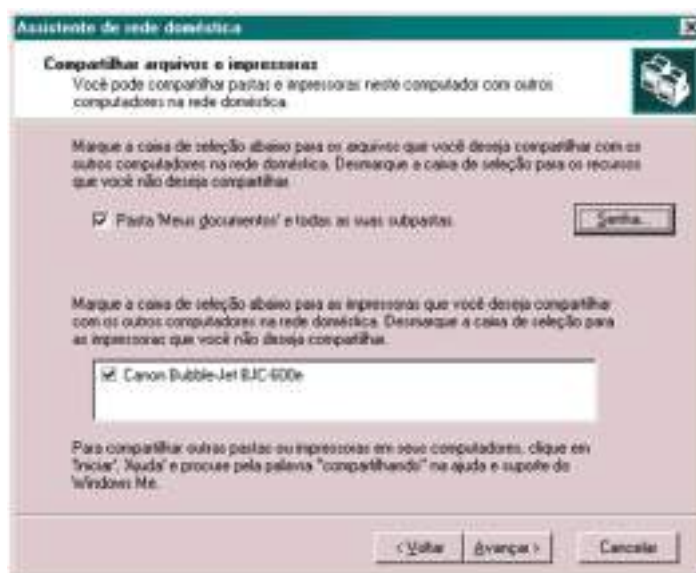 Assistente de rede doméstica
Compartilhar arquivos e impressoras
Você pode compartilhar pastas e impressoras neste computador com outros
computadores na rede doméstica.
Marque a caixa de seleção abaixo para os arquivos que você deseja compartilhar com os
outros computadores na rede doméstica. Desmarque a caixa de seleção para os recursos
que você não deseja compartilhar.
Pasta 'Meus documentos' e todas as suas subpastas.
Senha...
Marque a caixa de seleção abaixo para as impressoras que você deseja compartilhar
com os outros computadores na rede doméstica. Desmarque a caixa de seleção para
as impressoras que você não deseja compartilhar.
Canon Bubble-Jet BJC-600e
Para compartilhar outras pastas ou impressoras em seus computadores, clique em
'Iniciar', 'Ajuda' e procure pela palavra "compartilhando" na ajuda e suporte do
Windows Me.
< Voltar
Avançar >
Cancelar